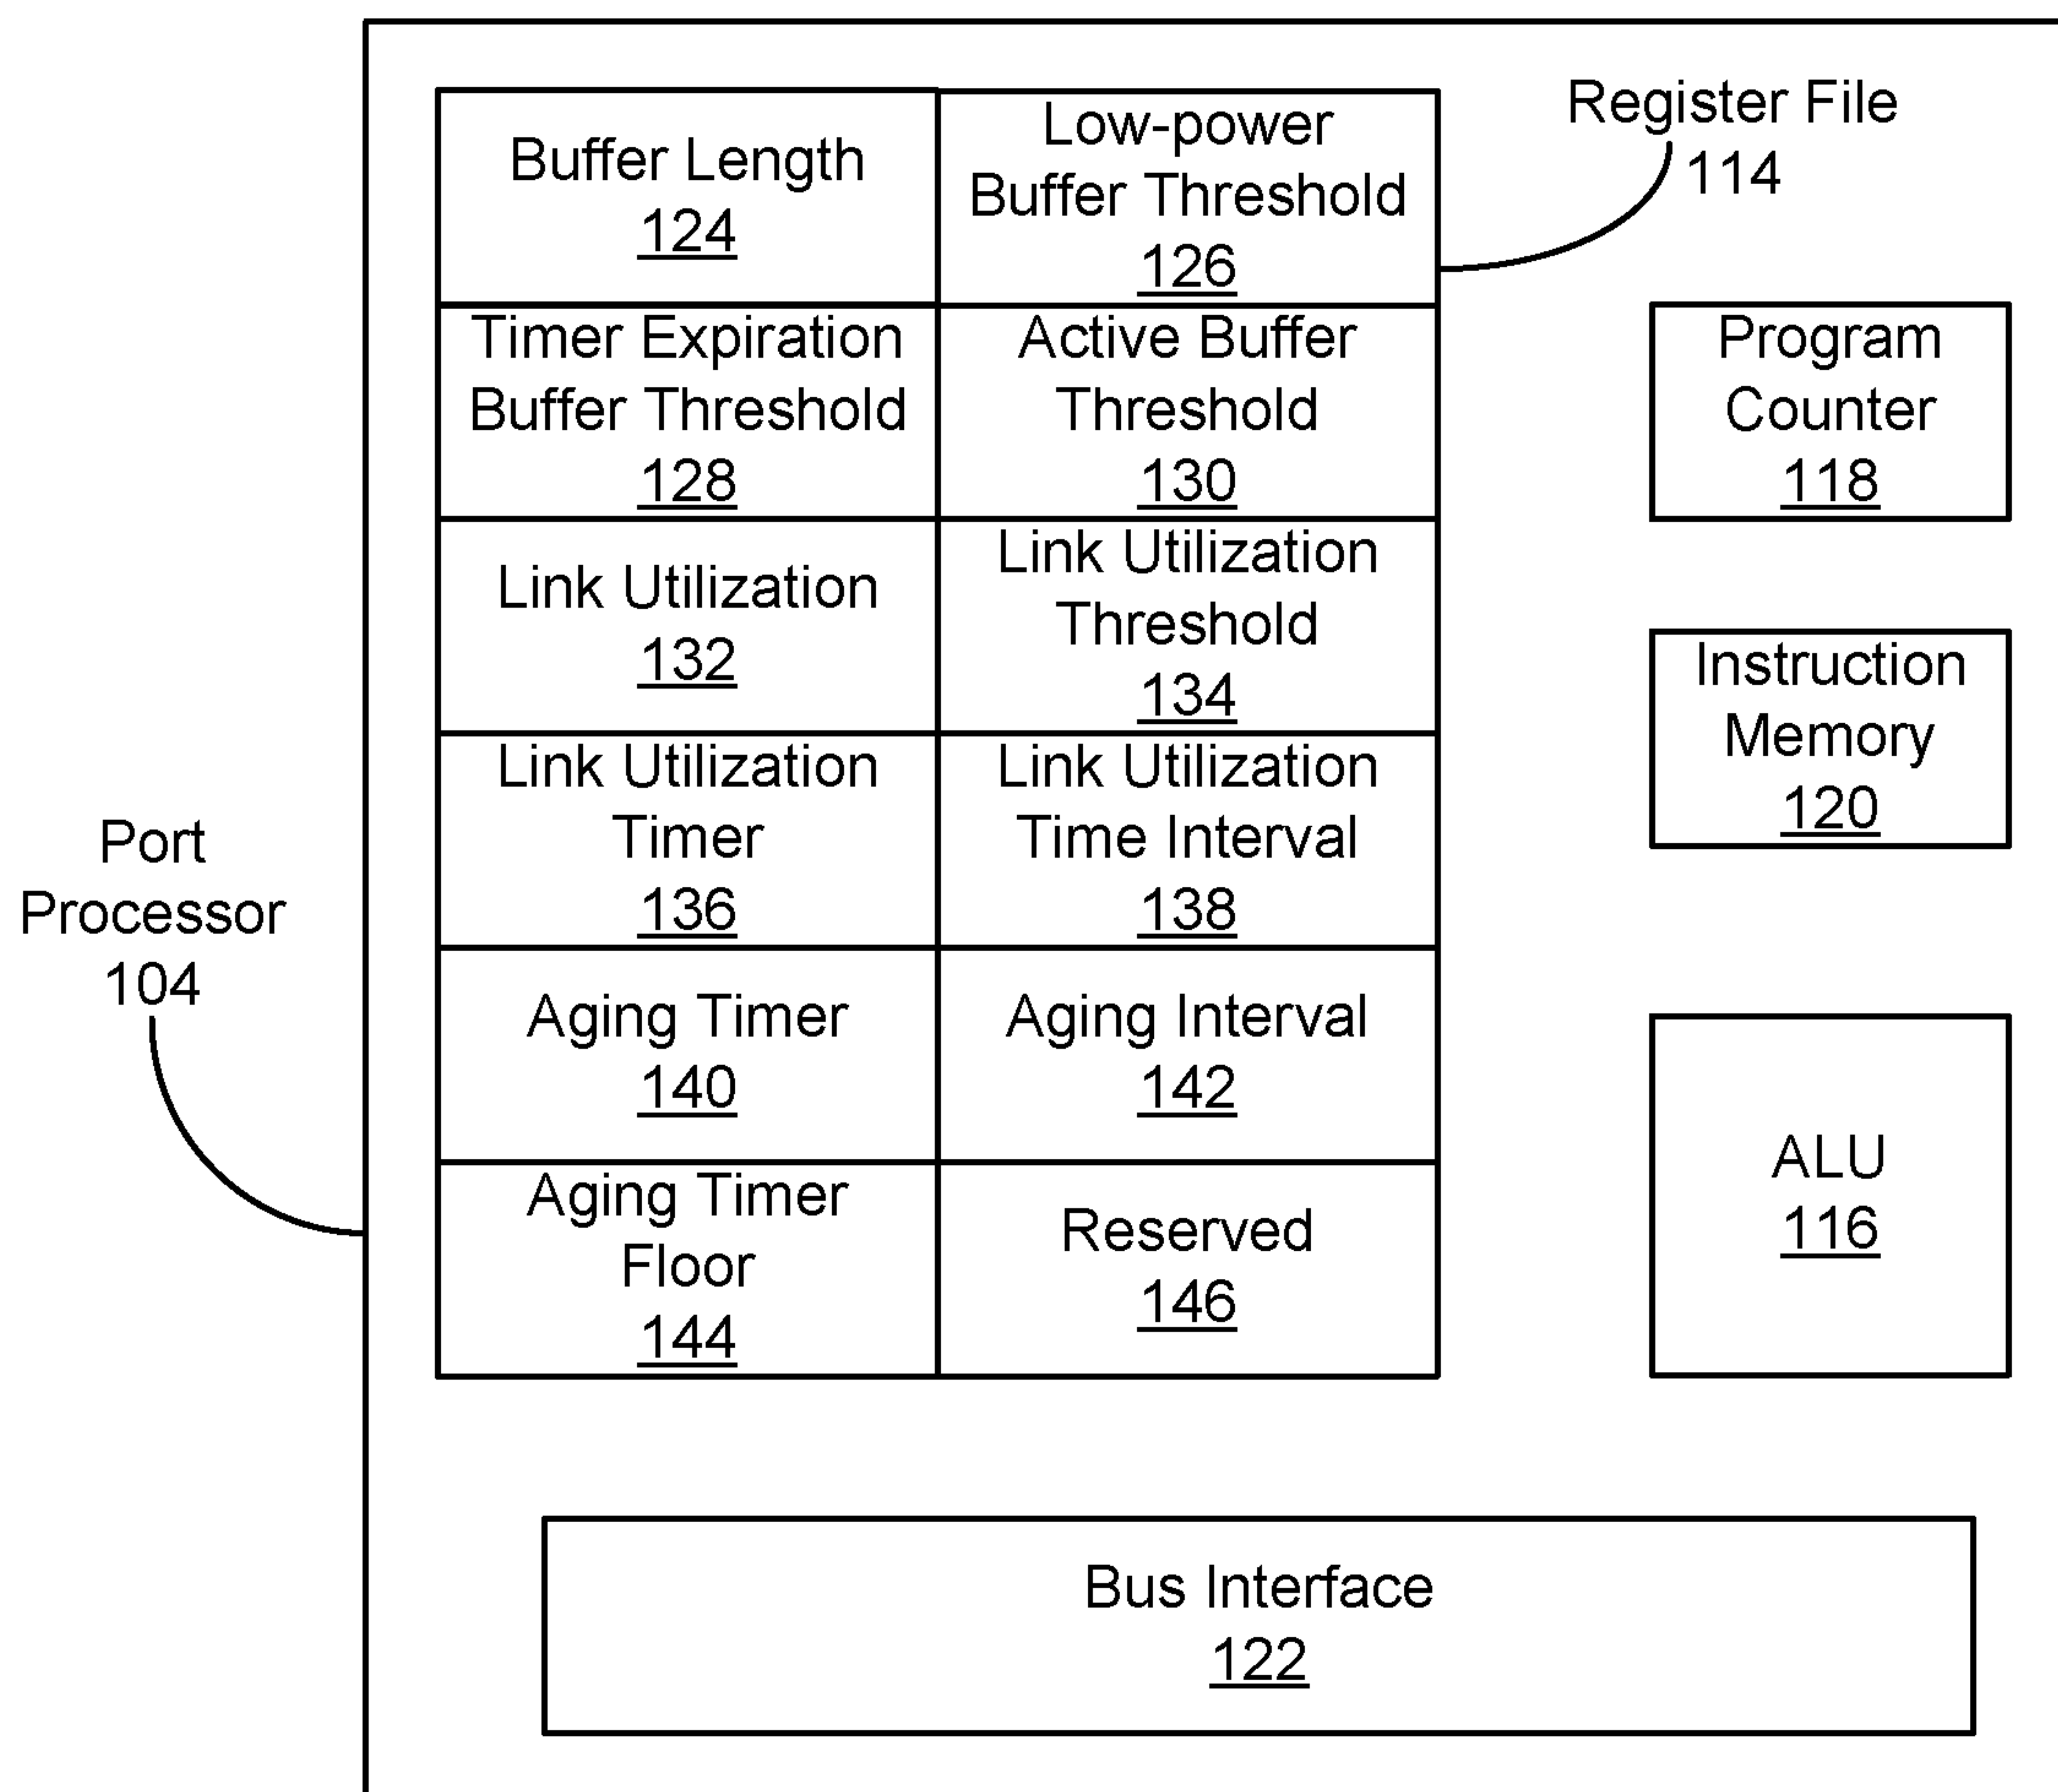 Register File
114
Buffer Length
124
Low-power
Buffer Threshold
126
Timer Expiration
Buffer Threshold
128
Active Buffer
Threshold
130
Link Utilization
132
Link Utilization
Threshold
134
Link Utilization
Timer
136
Link Utilization
Time Interval
138
Aging Timer
140
Aging Interval
142
Aging Timer
Floor
144
Reserved
146
Program
Counter
118
Instruction
Memory
120
ALU
116
Port
Processor
104
Bus Interface
122